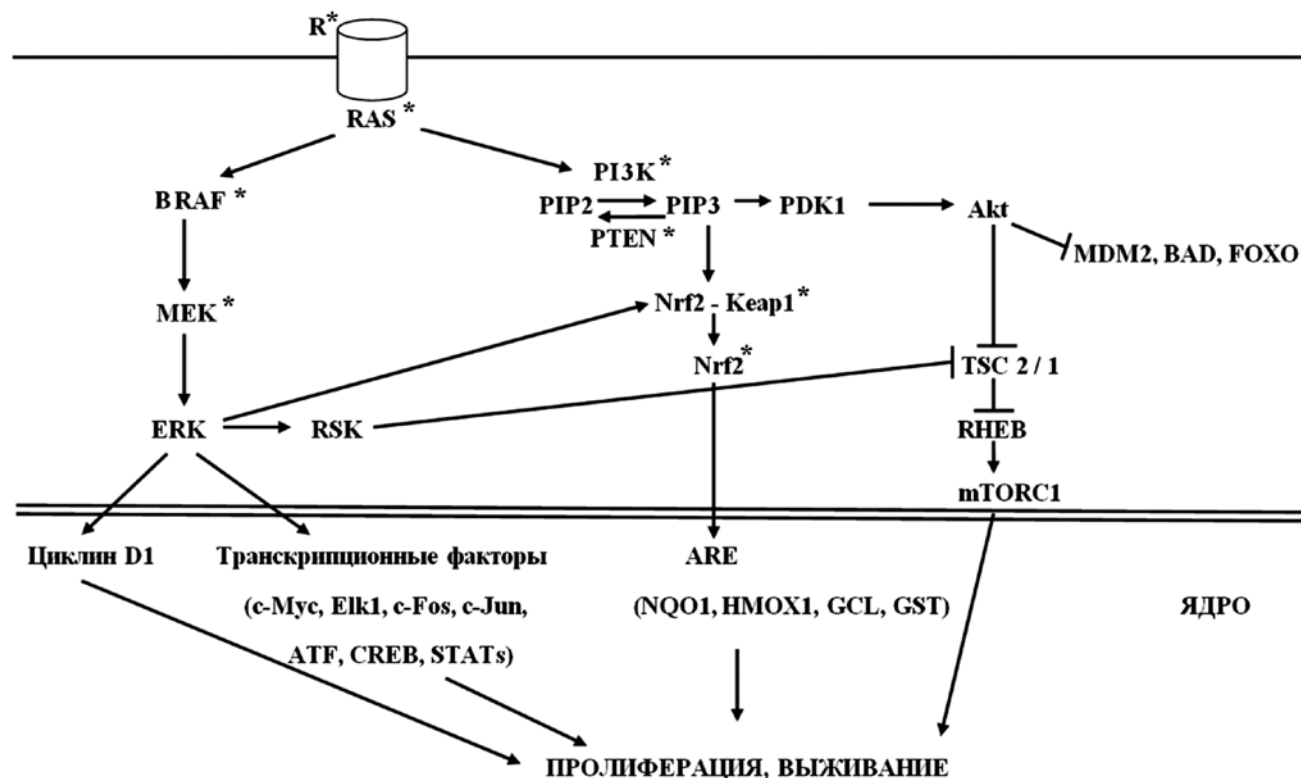 R*
RAS *
PI3K *
BRAF *
PIP2 PIP3 PDK1 Akt
PTEN *
MDM2, BAD, FOXO
MEK *
Nrf2 - Keap1 *
Nrf2 *
TSC 2 / 1
ERK RSK RHEB
mTORC1
Циклин D1 Транскрипционные факторы ARE
(c-Myc, Elk1, c-Fos, c-Jun, (NQO1, HMOX1, GCL, GST) ЯДРО
ATF, CREB, STATs)
ПРОЛИФЕРАЦИЯ, ВЫЖИВАНИЕ